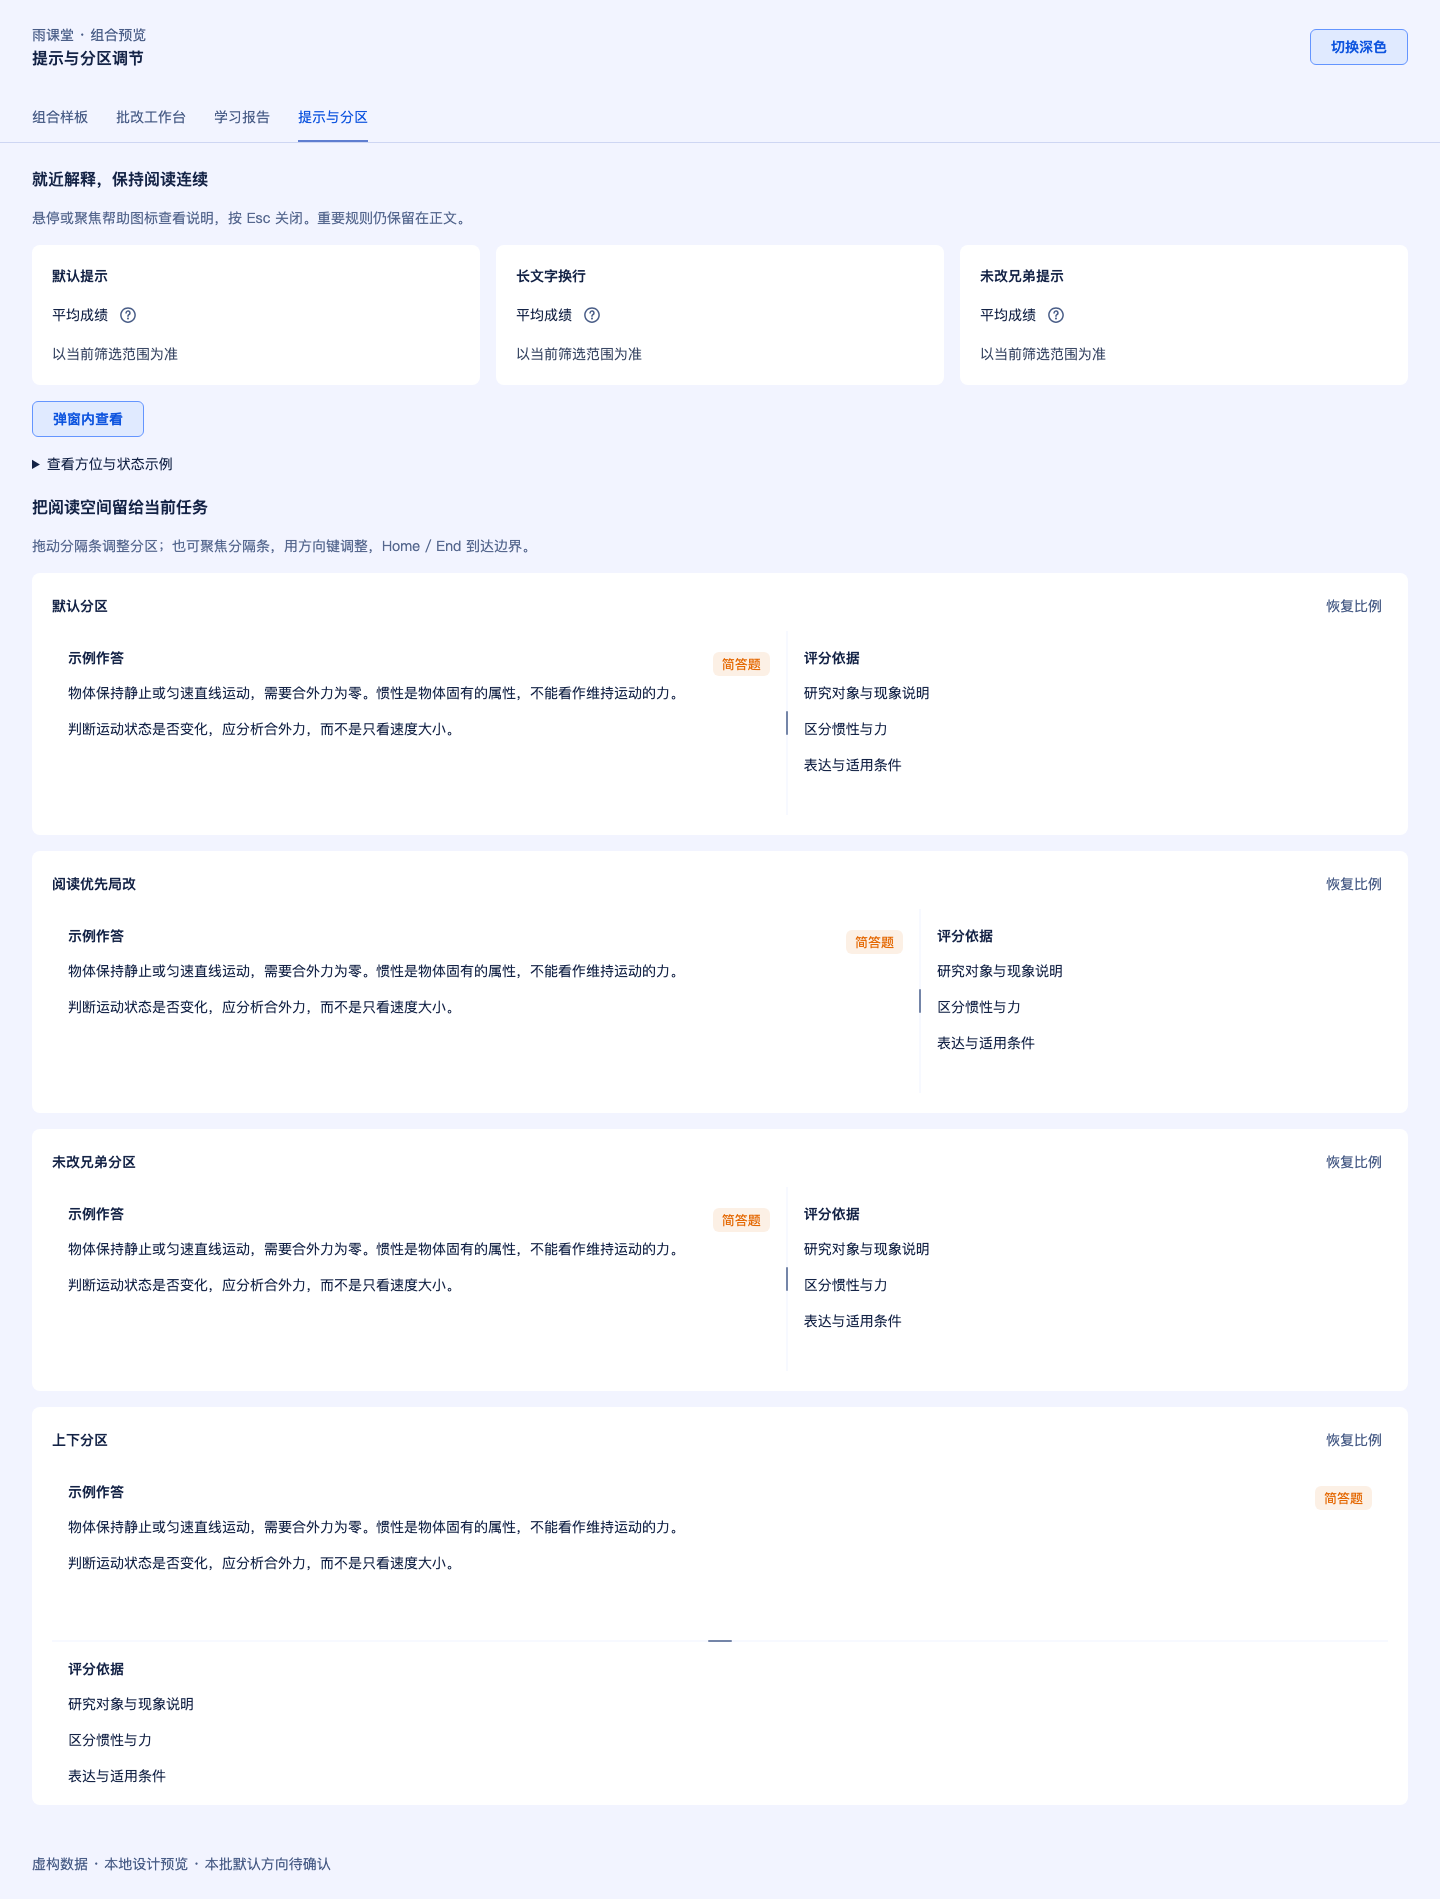 雨课堂 · 组合预览
提示与分区调节
切换深色
组合样板 批改工作台 学习报告 提示与分区
就近解释，保持阅读连续
悬停或聚焦帮助图标查看说明，按 Esc 关闭。重要规则仍保留在正文。
默认提示
平均成绩
以当前筛选范围为准
长文字换行
平均成绩
以当前筛选范围为准
未改兄弟提示
平均成绩
以当前筛选范围为准
弹窗内查看
查看方位与状态示例
把阅读空间留给当前任务
拖动分隔条调整分区；也可聚焦分隔条，用方向键调整，Home / End 到达边界。
默认分区
恢复比例
示例作答
简答题
物体保持静止或匀速直线运动，需要合外力为零。惯性是物体固有的属性，不能看作维持运动的力。
判断运动状态是否变化，应分析合外力，而不是只看速度大小。
评分依据
研究对象与现象说明
区分惯性与力
表达与适用条件
阅读优先局改
恢复比例
示例作答
简答题
物体保持静止或匀速直线运动，需要合外力为零。惯性是物体固有的属性，不能看作维持运动的力。
判断运动状态是否变化，应分析合外力，而不是只看速度大小。
评分依据
研究对象与现象说明
区分惯性与力
表达与适用条件
未改兄弟分区
恢复比例
示例作答
简答题
物体保持静止或匀速直线运动，需要合外力为零。惯性是物体固有的属性，不能看作维持运动的力。
判断运动状态是否变化，应分析合外力，而不是只看速度大小。
评分依据
研究对象与现象说明
区分惯性与力
表达与适用条件
上下分区
恢复比例
示例作答
简答题
物体保持静止或匀速直线运动，需要合外力为零。惯性是物体固有的属性，不能看作维持运动的力。
判断运动状态是否变化，应分析合外力，而不是只看速度大小。
评分依据
研究对象与现象说明
区分惯性与力
表达与适用条件
虚构数据 · 本地设计预览 · 本批默认方向待确认